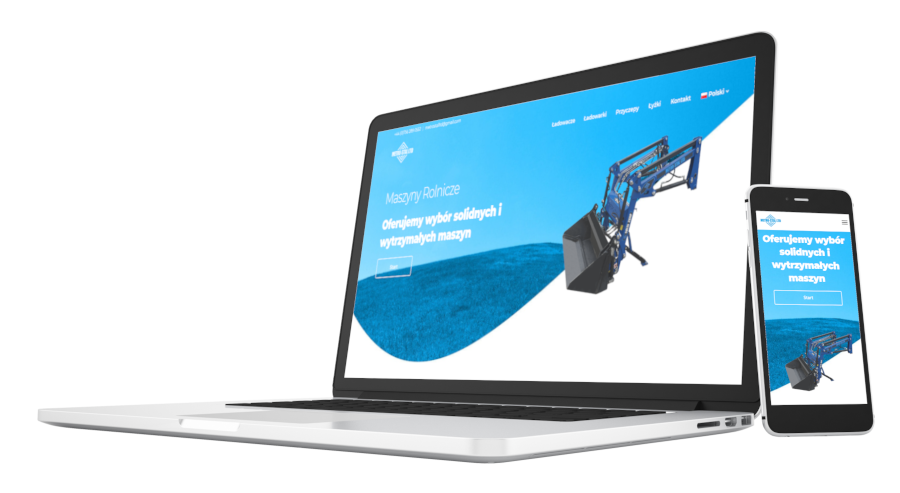 Ładowacze Ładowarki Przyczepy Łyżki Kontakt Polski
Maszyny Rolnicze
Oferujemy wybór solidnych i
wytrzymałych maszyn
Start
Oferujemy wybór
solidnych i
wytrzymałych
maszyn
Start